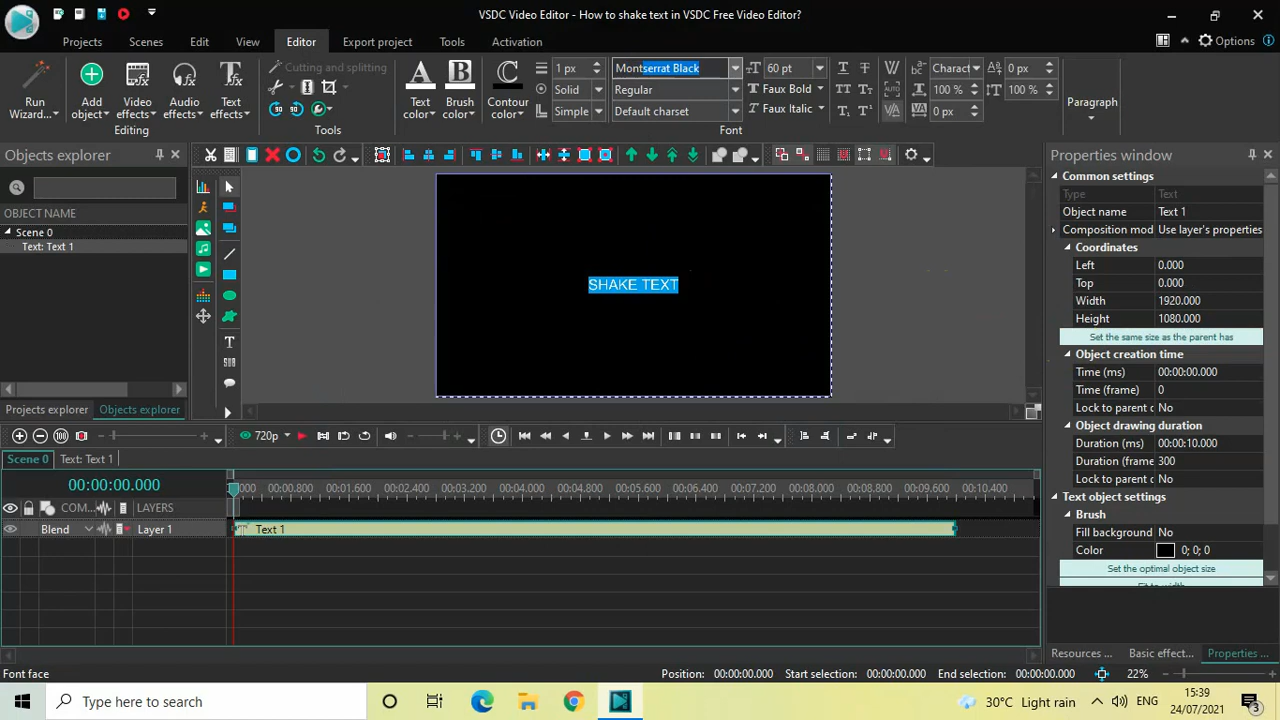 VSDC Video Editor - How to shake text in VSDC Free Video Editor?
Projects Scenes Edit View Editor Export project Tools Activation Options
Run Wizard... Add object Video effects Audio effects Text effects
Editing
Cutting and splitting
Tools
Text color Brush color Contour color
1 px
Solid
Simple
Montserrat Black 60 pt
Regular Faux Bold
Default charset Faux Italic
Font
AUTO
Charact 0 px
100 % 100 %
0 px
Paragraph
Objects explorer
Properties window
OBJECT NAME
Scene 0
Text: Text 1
Projects explorer Objects explorer
SHAKE TEXT
Common settings
Type Text
Object name Text 1
Composition mod Use layer's properties
Coordinates
Left 0.000
Top 0.000
Width 1920.000
Height 1080.000
Set the same size as the parent has
Object creation time
Time (ms) 00:00:00.000
Time (frame) 0
Lock to parent c No
Object drawing duration
Duration (ms) 00:00:10.000
Duration (frame 300
Lock to parent c No
Text object settings
Brush
Fill background No
Color 0; 0; 0
Set the optimal object size
Fit to width
Resources ... Basic effect... Properties ...
720p
Scene 0 Text: Text 1
00:00:00.000
000 00:00.800 00:01.600 00:02.400 00:03.200 00:04.000 00:04.800 00:05.600 00:06.400 00:07.200 00:08.000 00:08.800 00:09.600 00:10.400
COM... LAYERS
Blend Layer 1 Text 1
Font face Position: 00:00:00.000 Start selection: 00:00:00.000 End selection: 00:00:00.000 22%
Type here to search 30°C Light rain ENG 15:39
24/07/2021
3